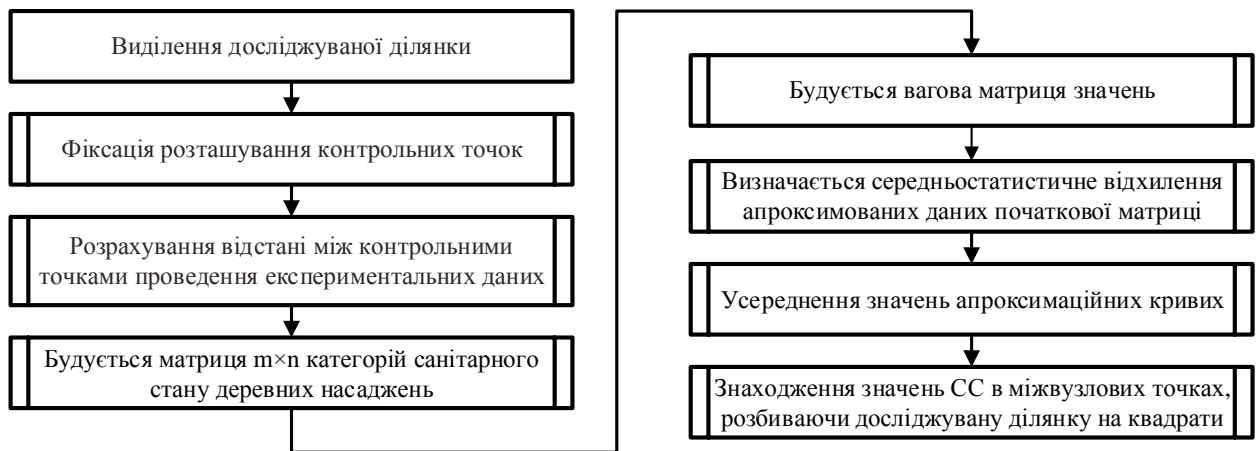 Виділення досліджуваної ділянки
Фіксація розташування контрольних точок
Розрахування відстані між контрольними
точками проведення експериментальних даних
Будується матриця m×n категорій санітарного
стану деревних насаджень
Будується вагова матриця значень
Визначається середньостатистичне відхилення
апроксимованих даних початкової матриці
Усереднення значень апроксимаційних кривих
Знаходження значень СС в міжвузлових точках,
розбиваючи досліджувану ділянку на квадрати